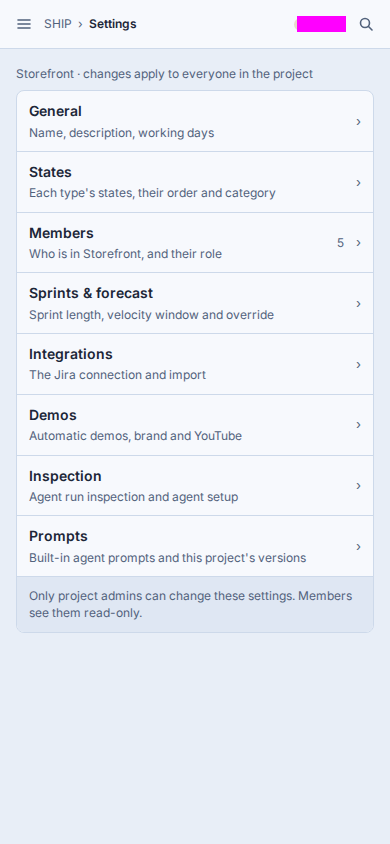 SHIP › Settings
Storefront · changes apply to everyone in the project
General
Name, description, working days
States
Each type's states, their order and category
Members
Who is in Storefront, and their role
5
Sprints & forecast
Sprint length, velocity window and override
Integrations
The Jira connection and import
Demos
Automatic demos, brand and YouTube
Inspection
Agent run inspection and agent setup
Prompts
Built-in agent prompts and this project's versions
Only project admins can change these settings. Members
see them read-only.